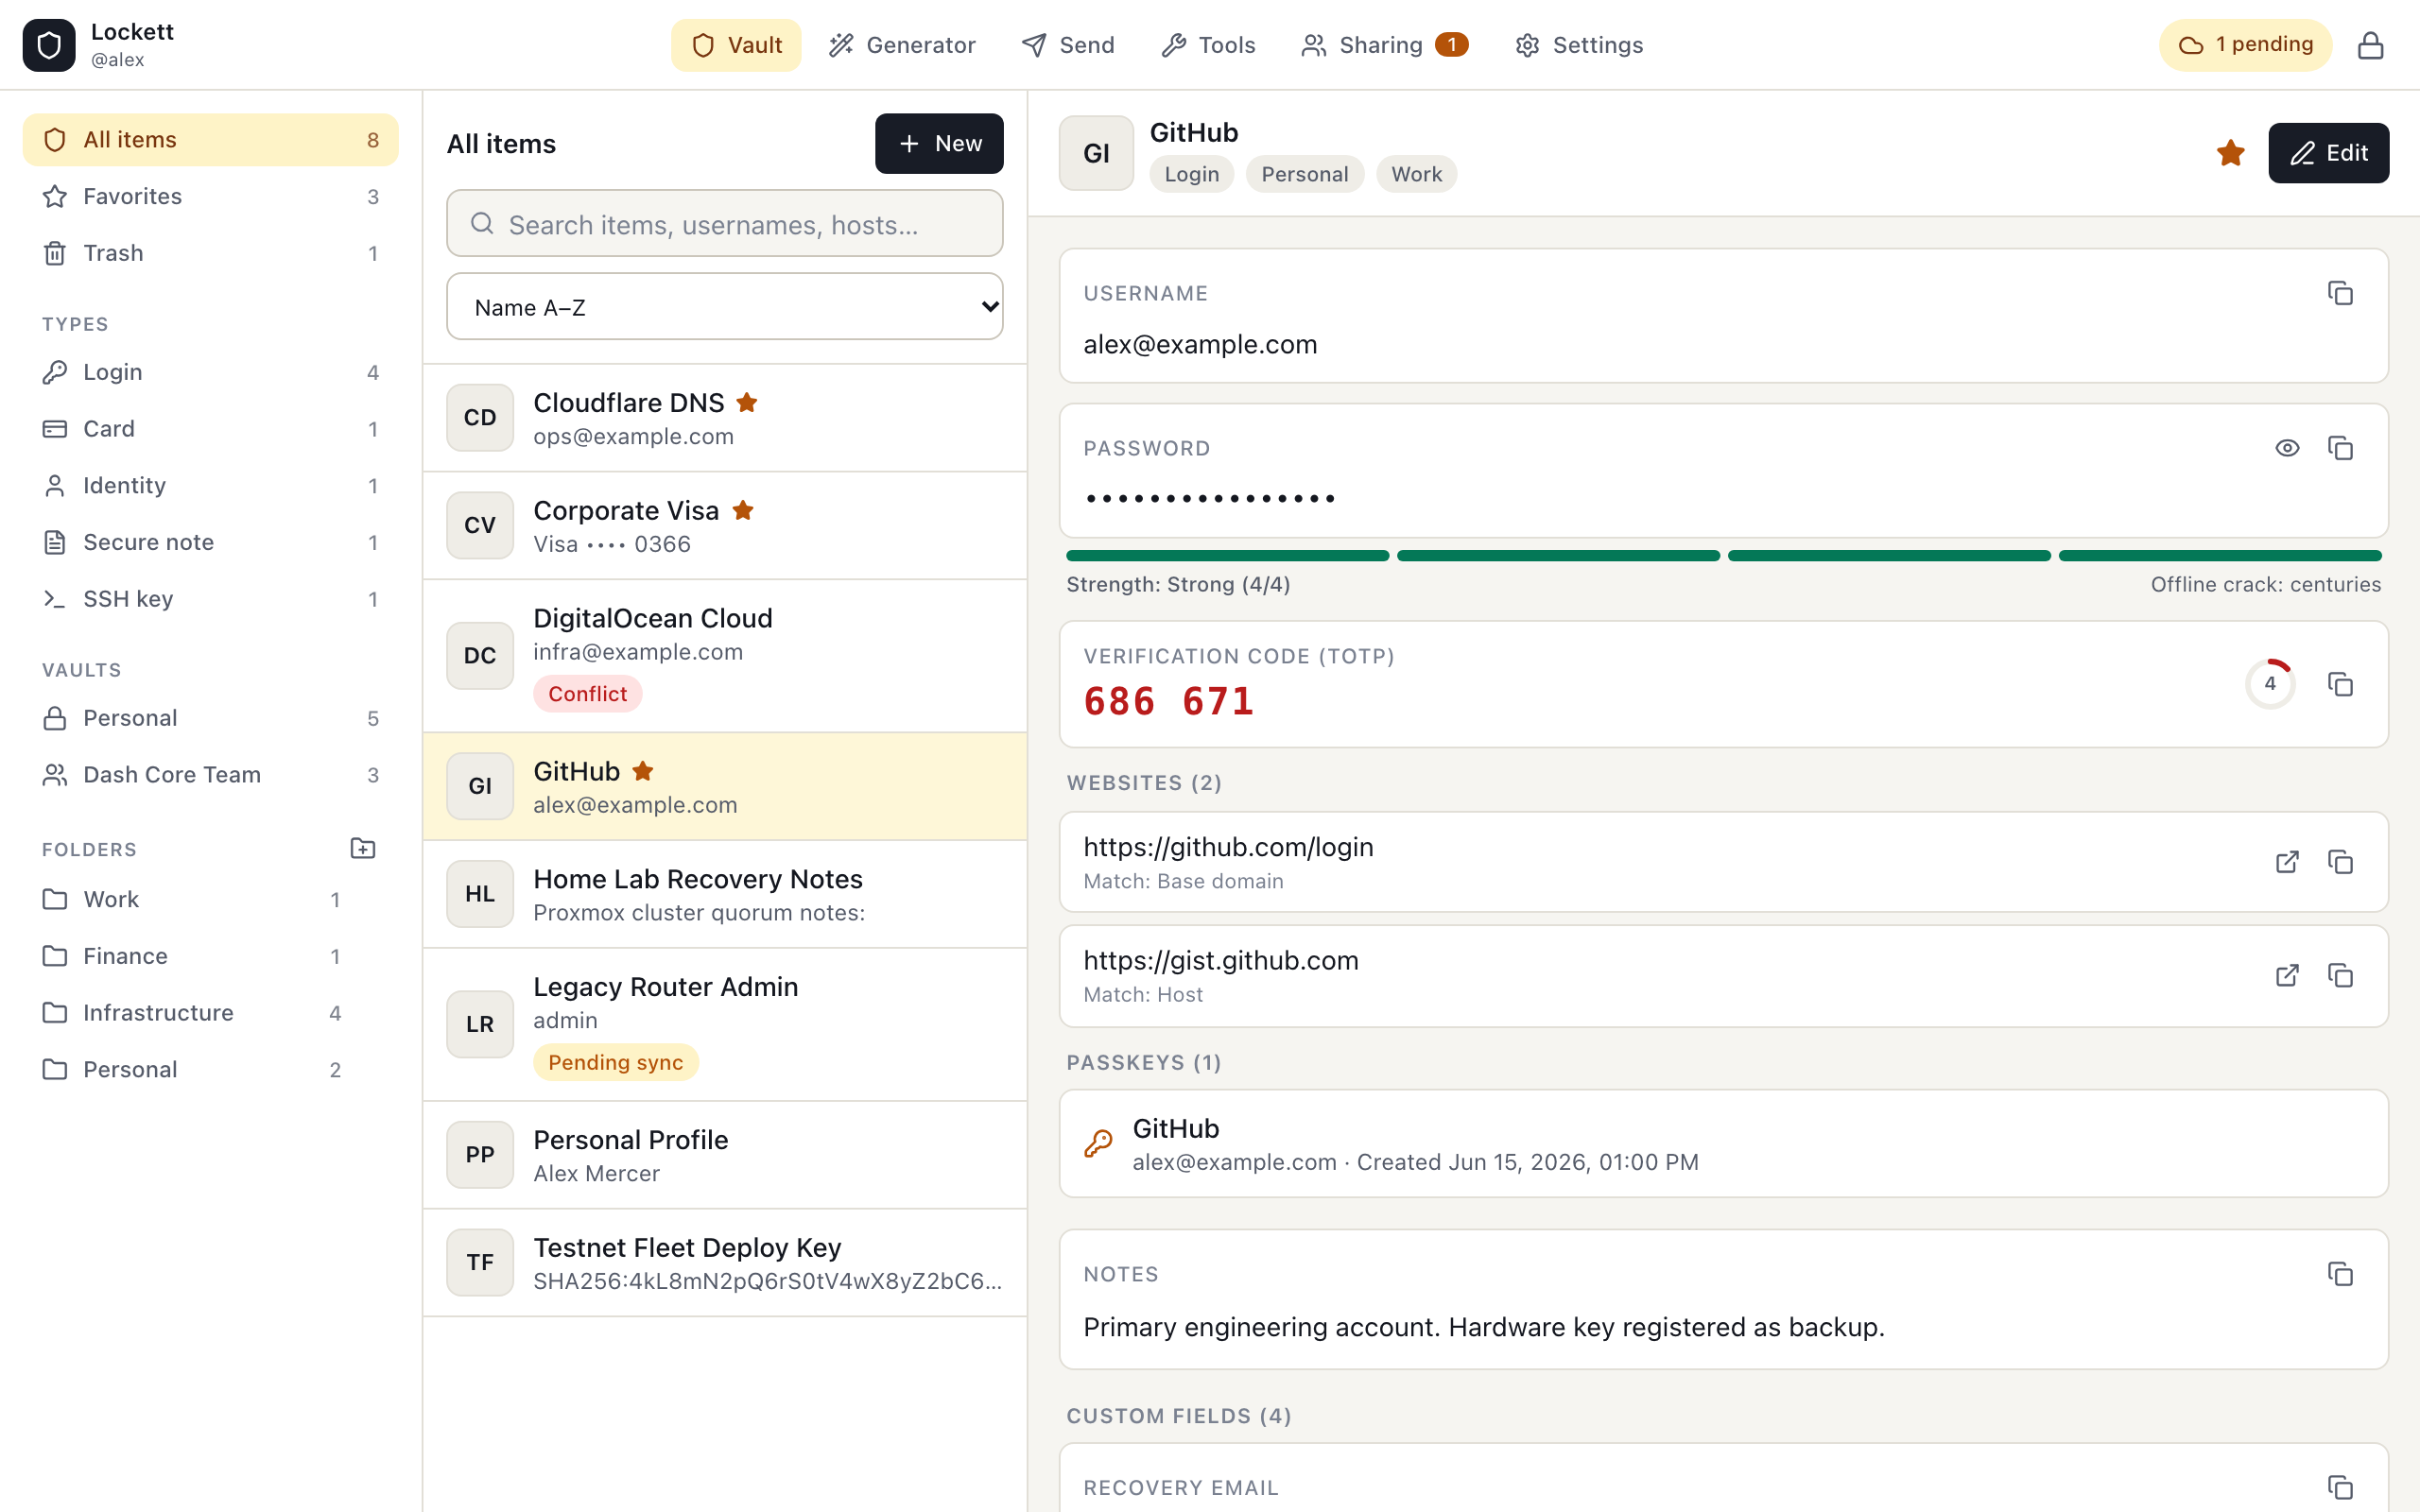 Lockett
@alex
Vault
Generator
Send
Tools
Sharing 1
Settings
1 pending
All items 8
Favorites 3
Trash 1
TYPES
Login 4
Card 1
Identity 1
Secure note 1
SSH key 1
VAULTS
Personal 5
Dash Core Team 3
FOLDERS
Work 1
Finance 1
Infrastructure 4
Personal 2
All items
New
Search items, usernames, hosts...
Name A–Z
CD
Cloudflare DNS
ops@example.com
CV
Corporate Visa
Visa •••• 0366
DC
DigitalOcean Cloud
infra@example.com
Conflict
GI
GitHub
alex@example.com
HL
Home Lab Recovery Notes
Proxmox cluster quorum notes:
LR
Legacy Router Admin
admin
Pending sync
PP
Personal Profile
Alex Mercer
TF
Testnet Fleet Deploy Key
SHA256:4kL8mN2pQ6rS0tV4wX8yZ2bC6...
GI
GitHub
Login Personal Work
Edit
USERNAME
alex@example.com
PASSWORD
••••••••••••••••
Strength: Strong (4/4)
Offline crack: centuries
VERIFICATION CODE (TOTP)
686 671
4
WEBSITES (2)
https://github.com/login
Match: Base domain
https://gist.github.com
Match: Host
PASSKEYS (1)
GitHub
alex@example.com · Created Jun 15, 2026, 01:00 PM
NOTES
Primary engineering account. Hardware key registered as backup.
CUSTOM FIELDS (4)
RECOVERY EMAIL